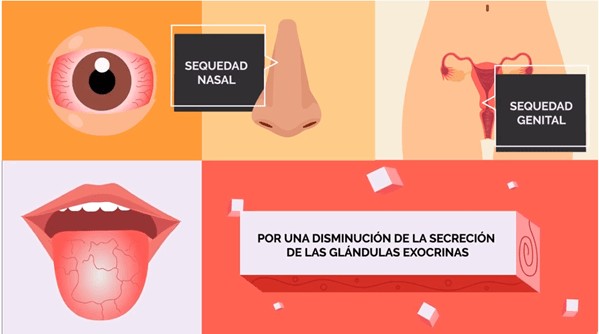 SEQUEDAD
NASAL
SEQUEDAD
GENITAL
POR UNA DISMINUCIÓN DE LA SECRECIÓN
DE LAS GLÁNDULAS EXOCRINAS